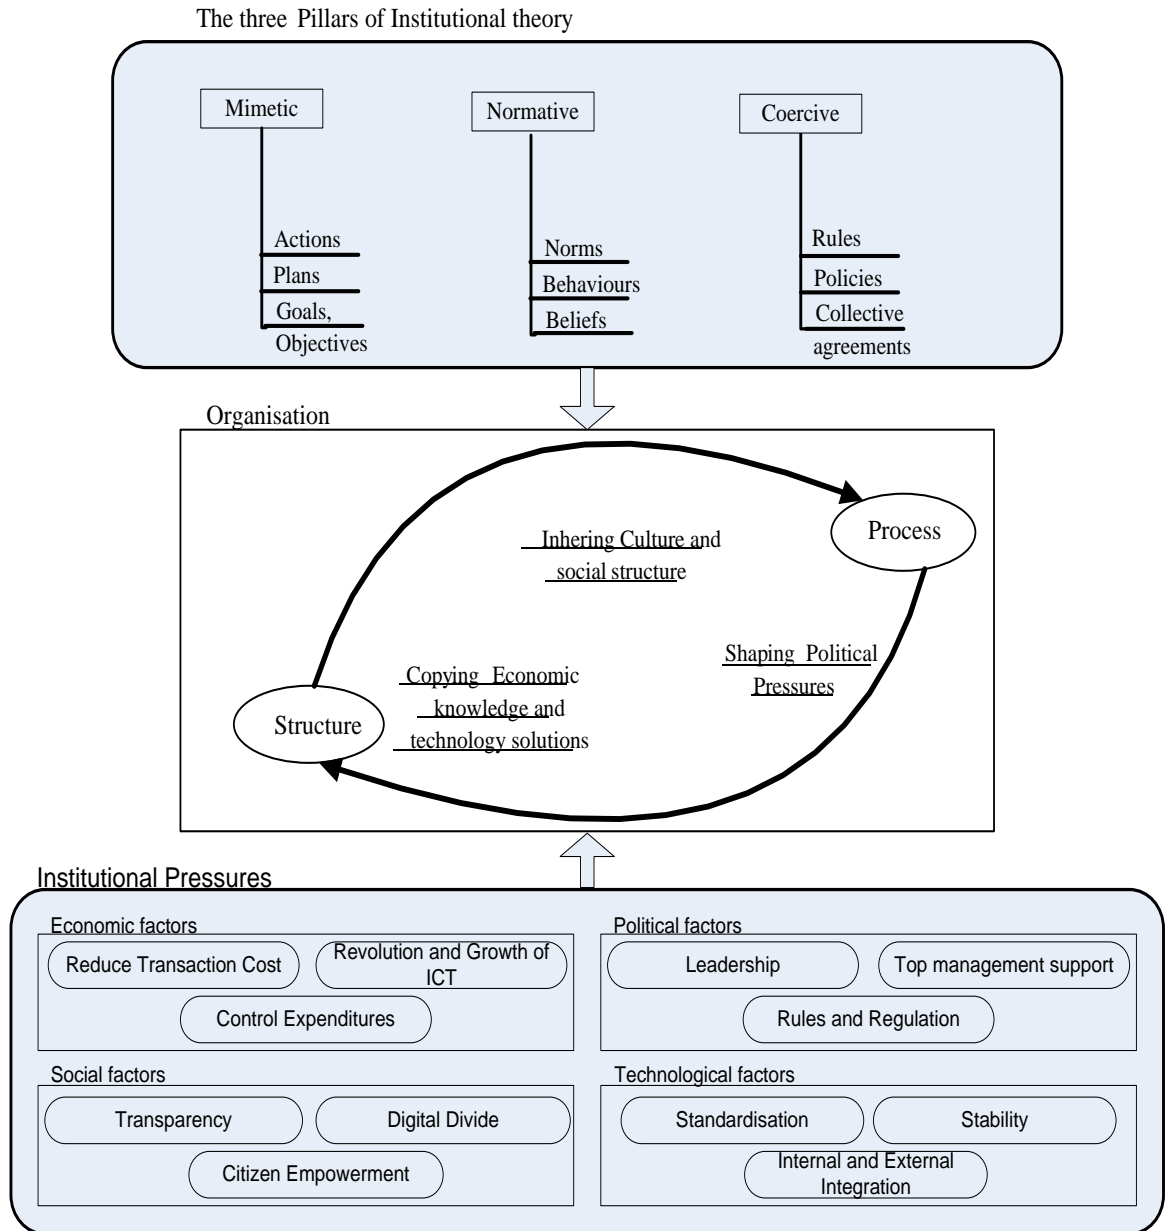 The three Pillars of Institutional theory
Mimetic
Normative
Coercive
Actions
Plans
Goals,
Objectives
Norms
Behaviours
Beliefs
Rules
Policies
Collective
agreements
Organisation
Process
Inhering Culture and
social structure
Shaping Political
Pressures
Copying Economic
knowledge and
technology solutions
Structure
Institutional Pressures
Economic factors
Reduce Transaction Cost
Revolution and Growth of
ICT
Control Expenditures
Political factors
Leadership
Top management support
Rules and Regulation
Social factors
Transparency
Digital Divide
Citizen Empowerment
Technological factors
Standardisation
Stability
Internal and External
Integration